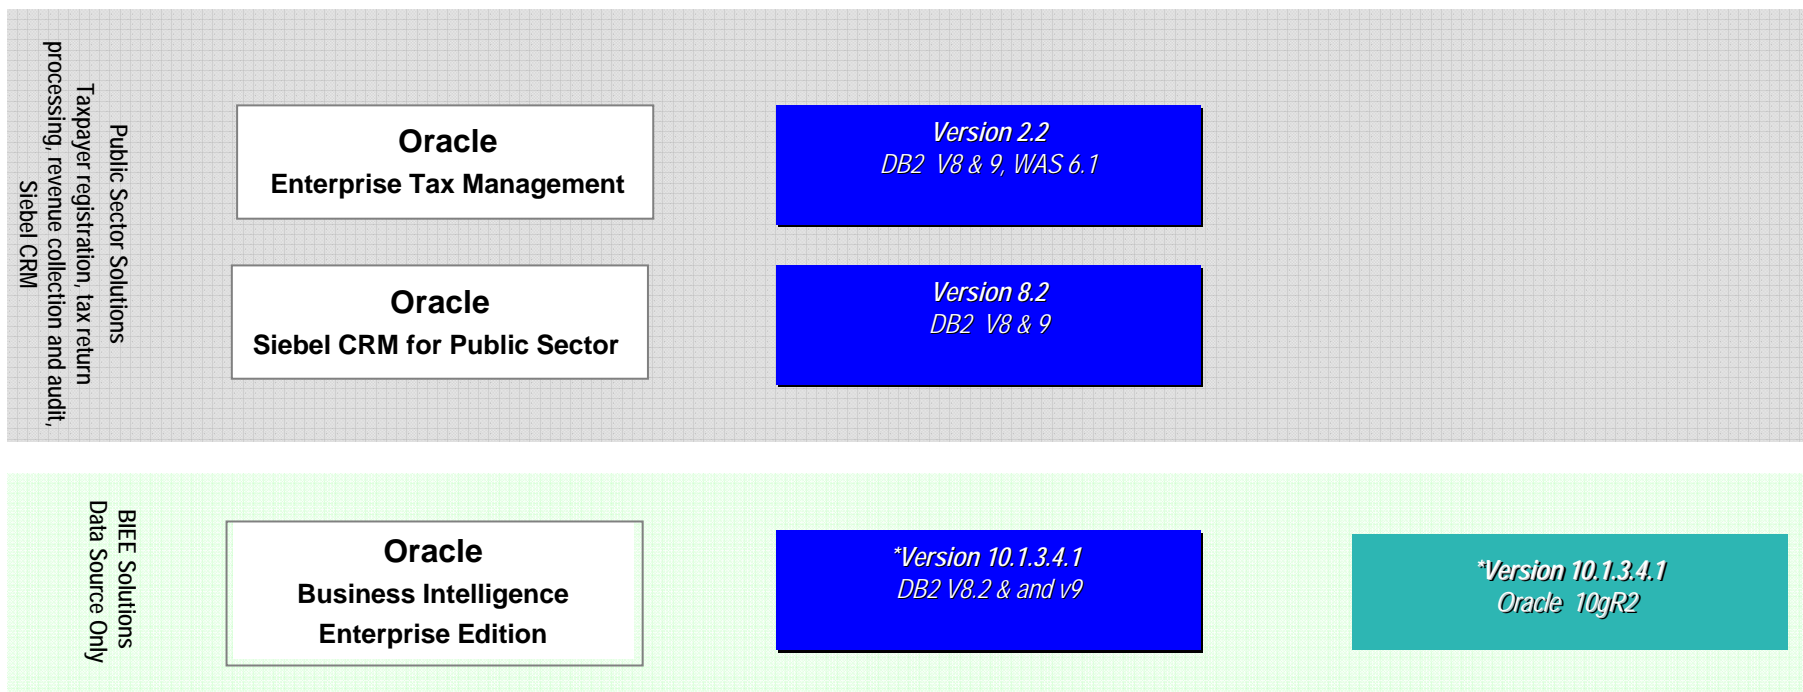 Public Sector Solutions
Taxpayer registration, tax return
processing, revenue collection and audit,
Siebel CRM
Oracle
Enterprise Tax Management
Version 2.2
DB2 V8 & 9, WAS 6.1
Oracle
Siebel CRM for Public Sector
Version 8.2
DB2 V8 & 9
BIEE Solutions
Data Source Only
Oracle
Business Intelligence
Enterprise Edition
*Version 10.1.3.4.1
DB2 V8.2 & and v9
*Version 10.1.3.4.1
Oracle 10gR2